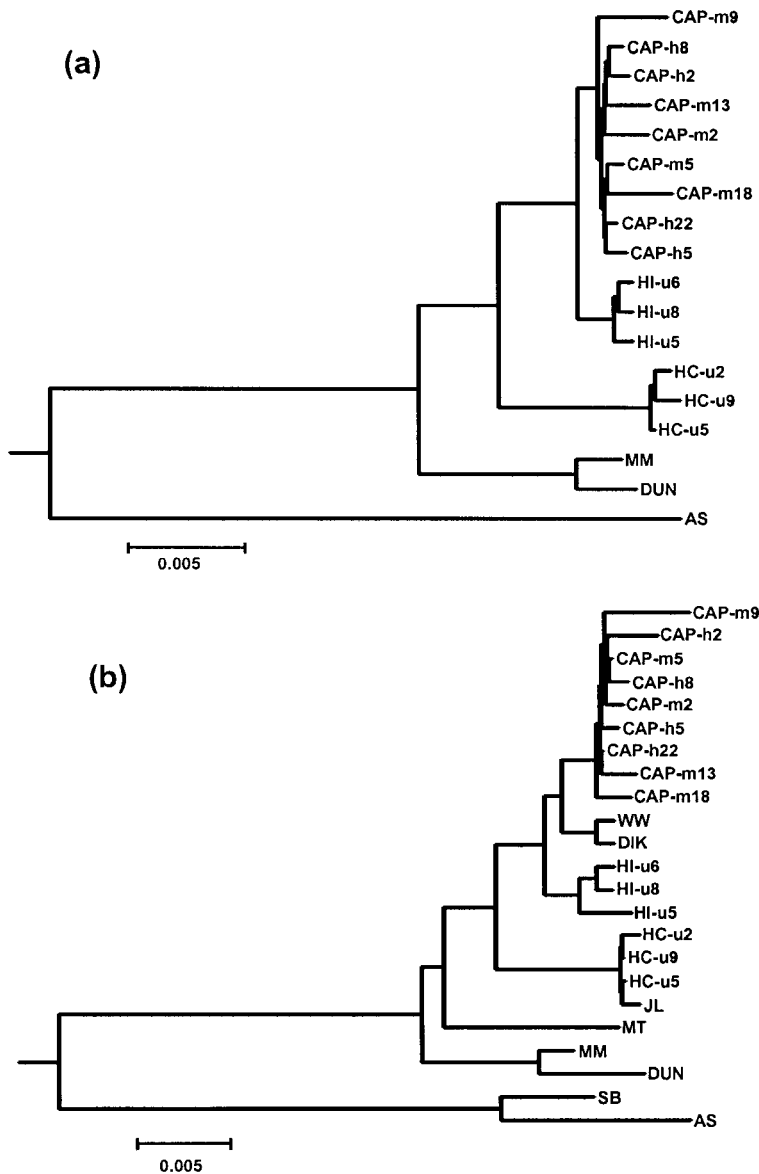 (a)
CAP-m9
CAP-h8
CAP-h2
CAP-m13
CAP-m2
CAP-m5
CAP-m18
CAP-h22
CAP-h5
HI-u6
HI-u8
HI-u5
HC-u2
HC-u9
HC-u5
MM
DUN
AS
0.005
(b)
CAP-m9
CAP-h2
CAP-m5
CAP-h8
CAP-m2
CAP-h5
CAP-h22
CAP-m13
CAP-m18
WW
DIK
HI-u6
HI-u8
HI-u5
HC-u2
HC-u9
HC-u5
JL
MT
MM
DUN
SB
AS
0.005